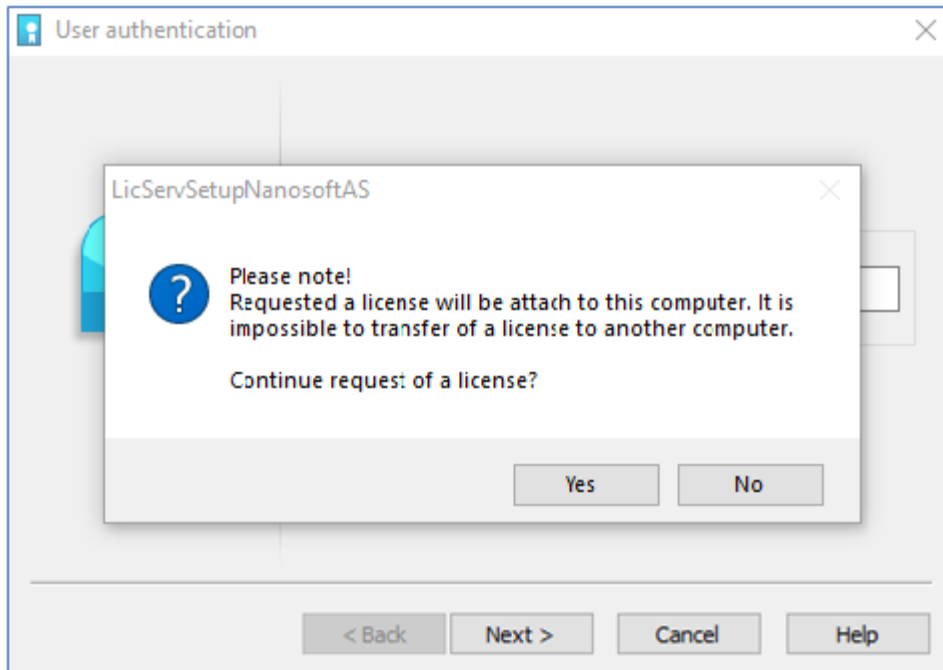 User authentication
LicServSetupNanosoftAS
Please note!
Requested a license will be attach to this computer. It is
impossible to transfer of a license to another computer.
Continue request of a license?
Yes
No
< Back
Next >
Cancel
Help